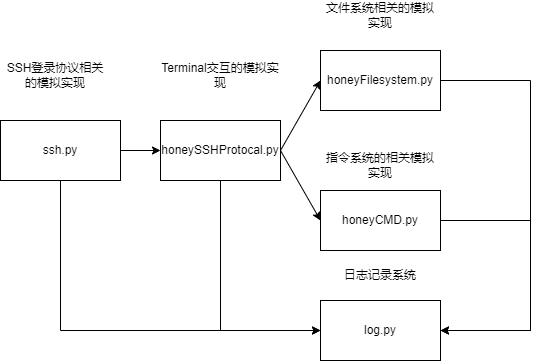 文件系统相关的模拟
实现
SSH登录协议相关
的模拟实现
Terminal交互的模拟实
现
honeyFilesystem.py
ssh.py
honeySSHProtocal.py
指令系统的相关模拟
实现
honeyCMD.py
日志记录系统
log.py